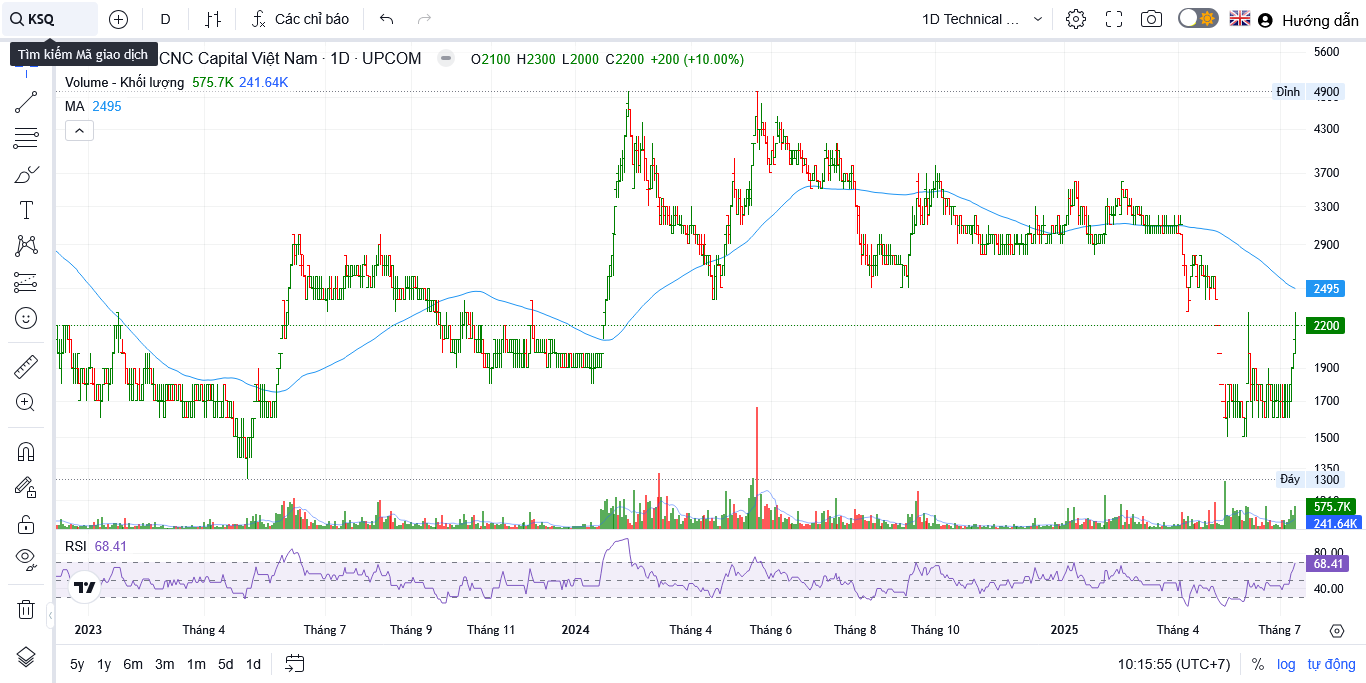 KSQ
D
Các chỉ báo
1D Technical ...
Hướng dẫn
Tìm kiếm Mã giao dịch
CNC Capital Việt Nam · 1D · UPCOM
O2100 H2300 L2000 C2200 +200 (+10.00%)
Volume - Khối lượng 575.7K 241.64K
MA 2495
5600
Đỉnh 4900
4300
3700
3300
2900
2495
2200
1900
1700
1500
1350
Đáy 1300
575.7K
241.64K
RSI 68.41
80.00
68.41
40.00
2023 Tháng 4 Tháng 7 Tháng 9 Tháng 11 2024 Tháng 4 Tháng 6 Tháng 8 Tháng 10 2025 Tháng 4 Tháng 7
5y 1y 6m 3m 1m 5d 1d
10:15:55 (UTC+7) % log tự động